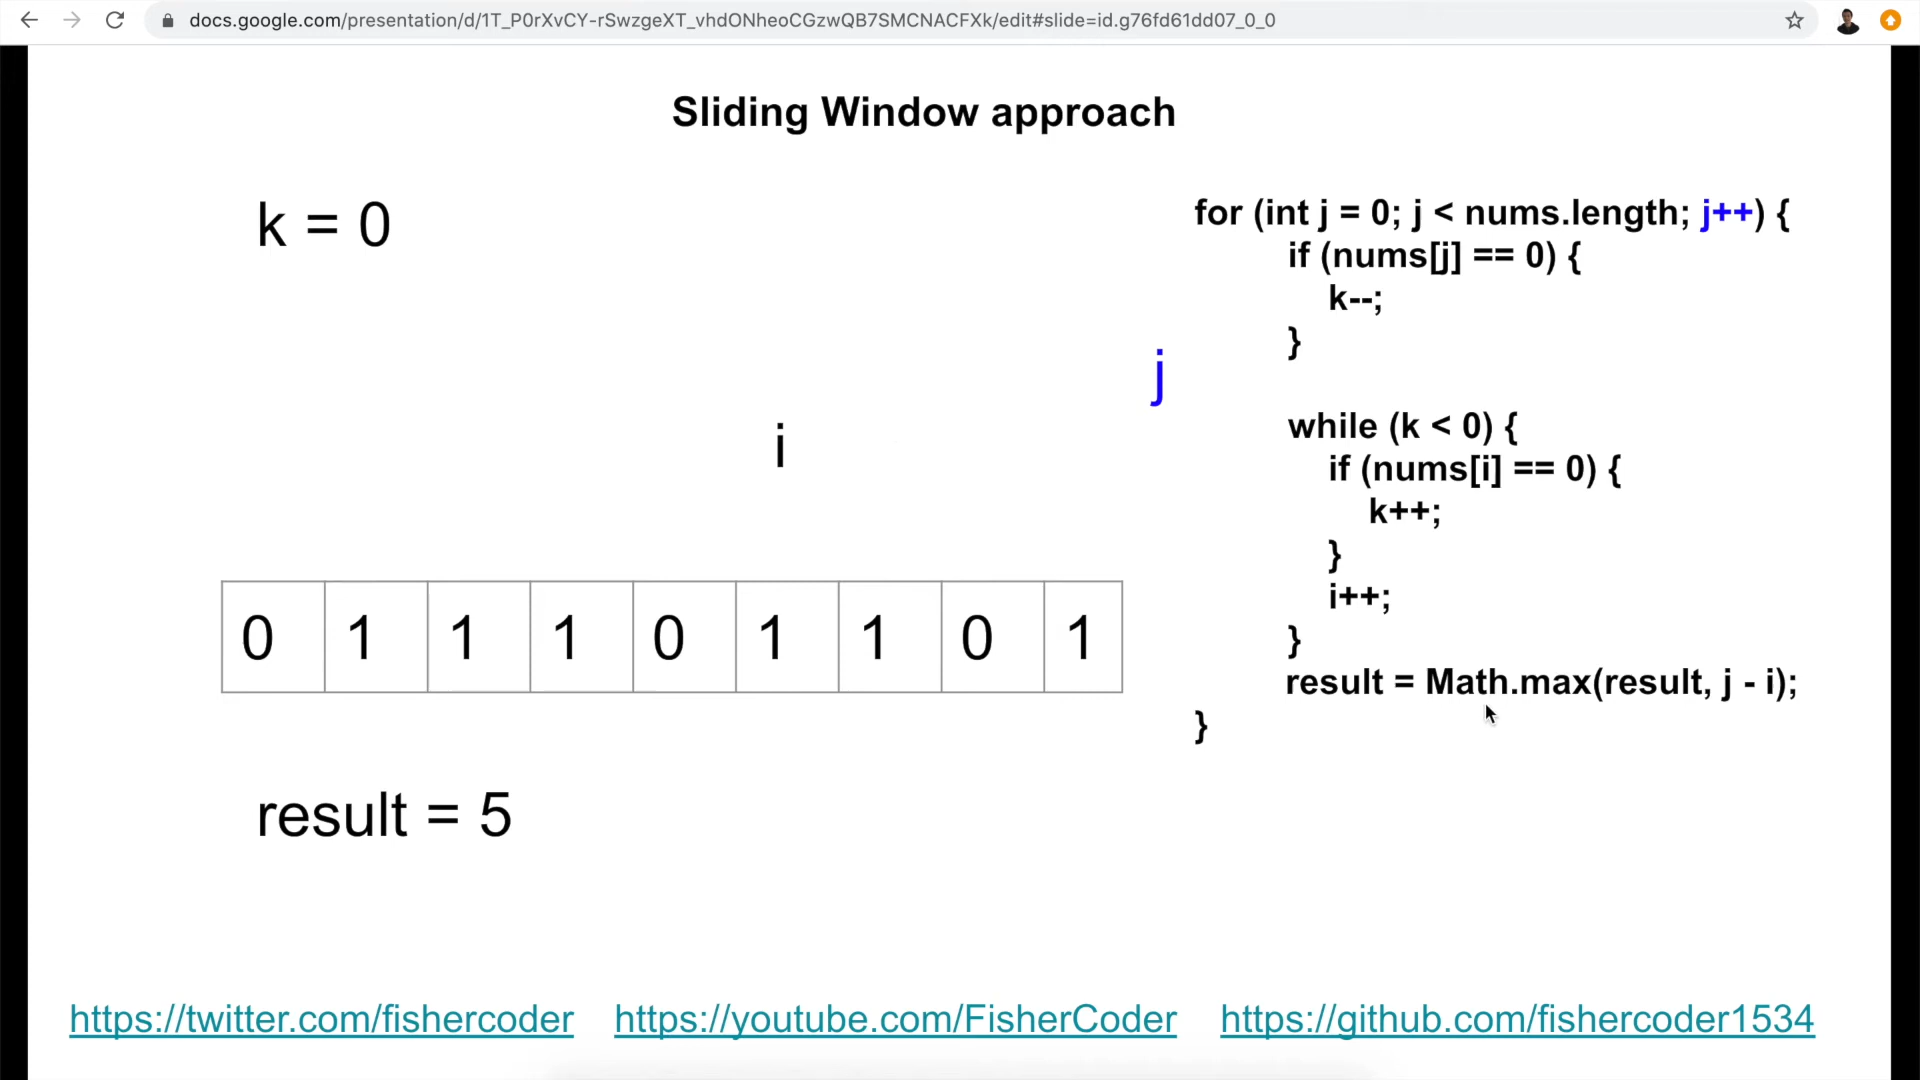 docs.google.com/presentation/d/1T_P0rXvCY-rSwzgeXT_vhdONheoCGzwQB7SMCNACFXk/edit#slide=id.g76fd61dd07_0_0
Sliding Window approach
k = 0
for (int j = 0; j < nums.length; j++) {
if (nums[j] == 0) {
k--;
}
j
while (k < 0) {
i
if (nums[i] == 0) {
k++;
}
i++;
}
0 1 1 1 0 1 1 0 1
result = Math.max(result, j - i);
}
result = 5
https://twitter.com/fishercoder https://youtube.com/FisherCoder https://github.com/fishercoder1534